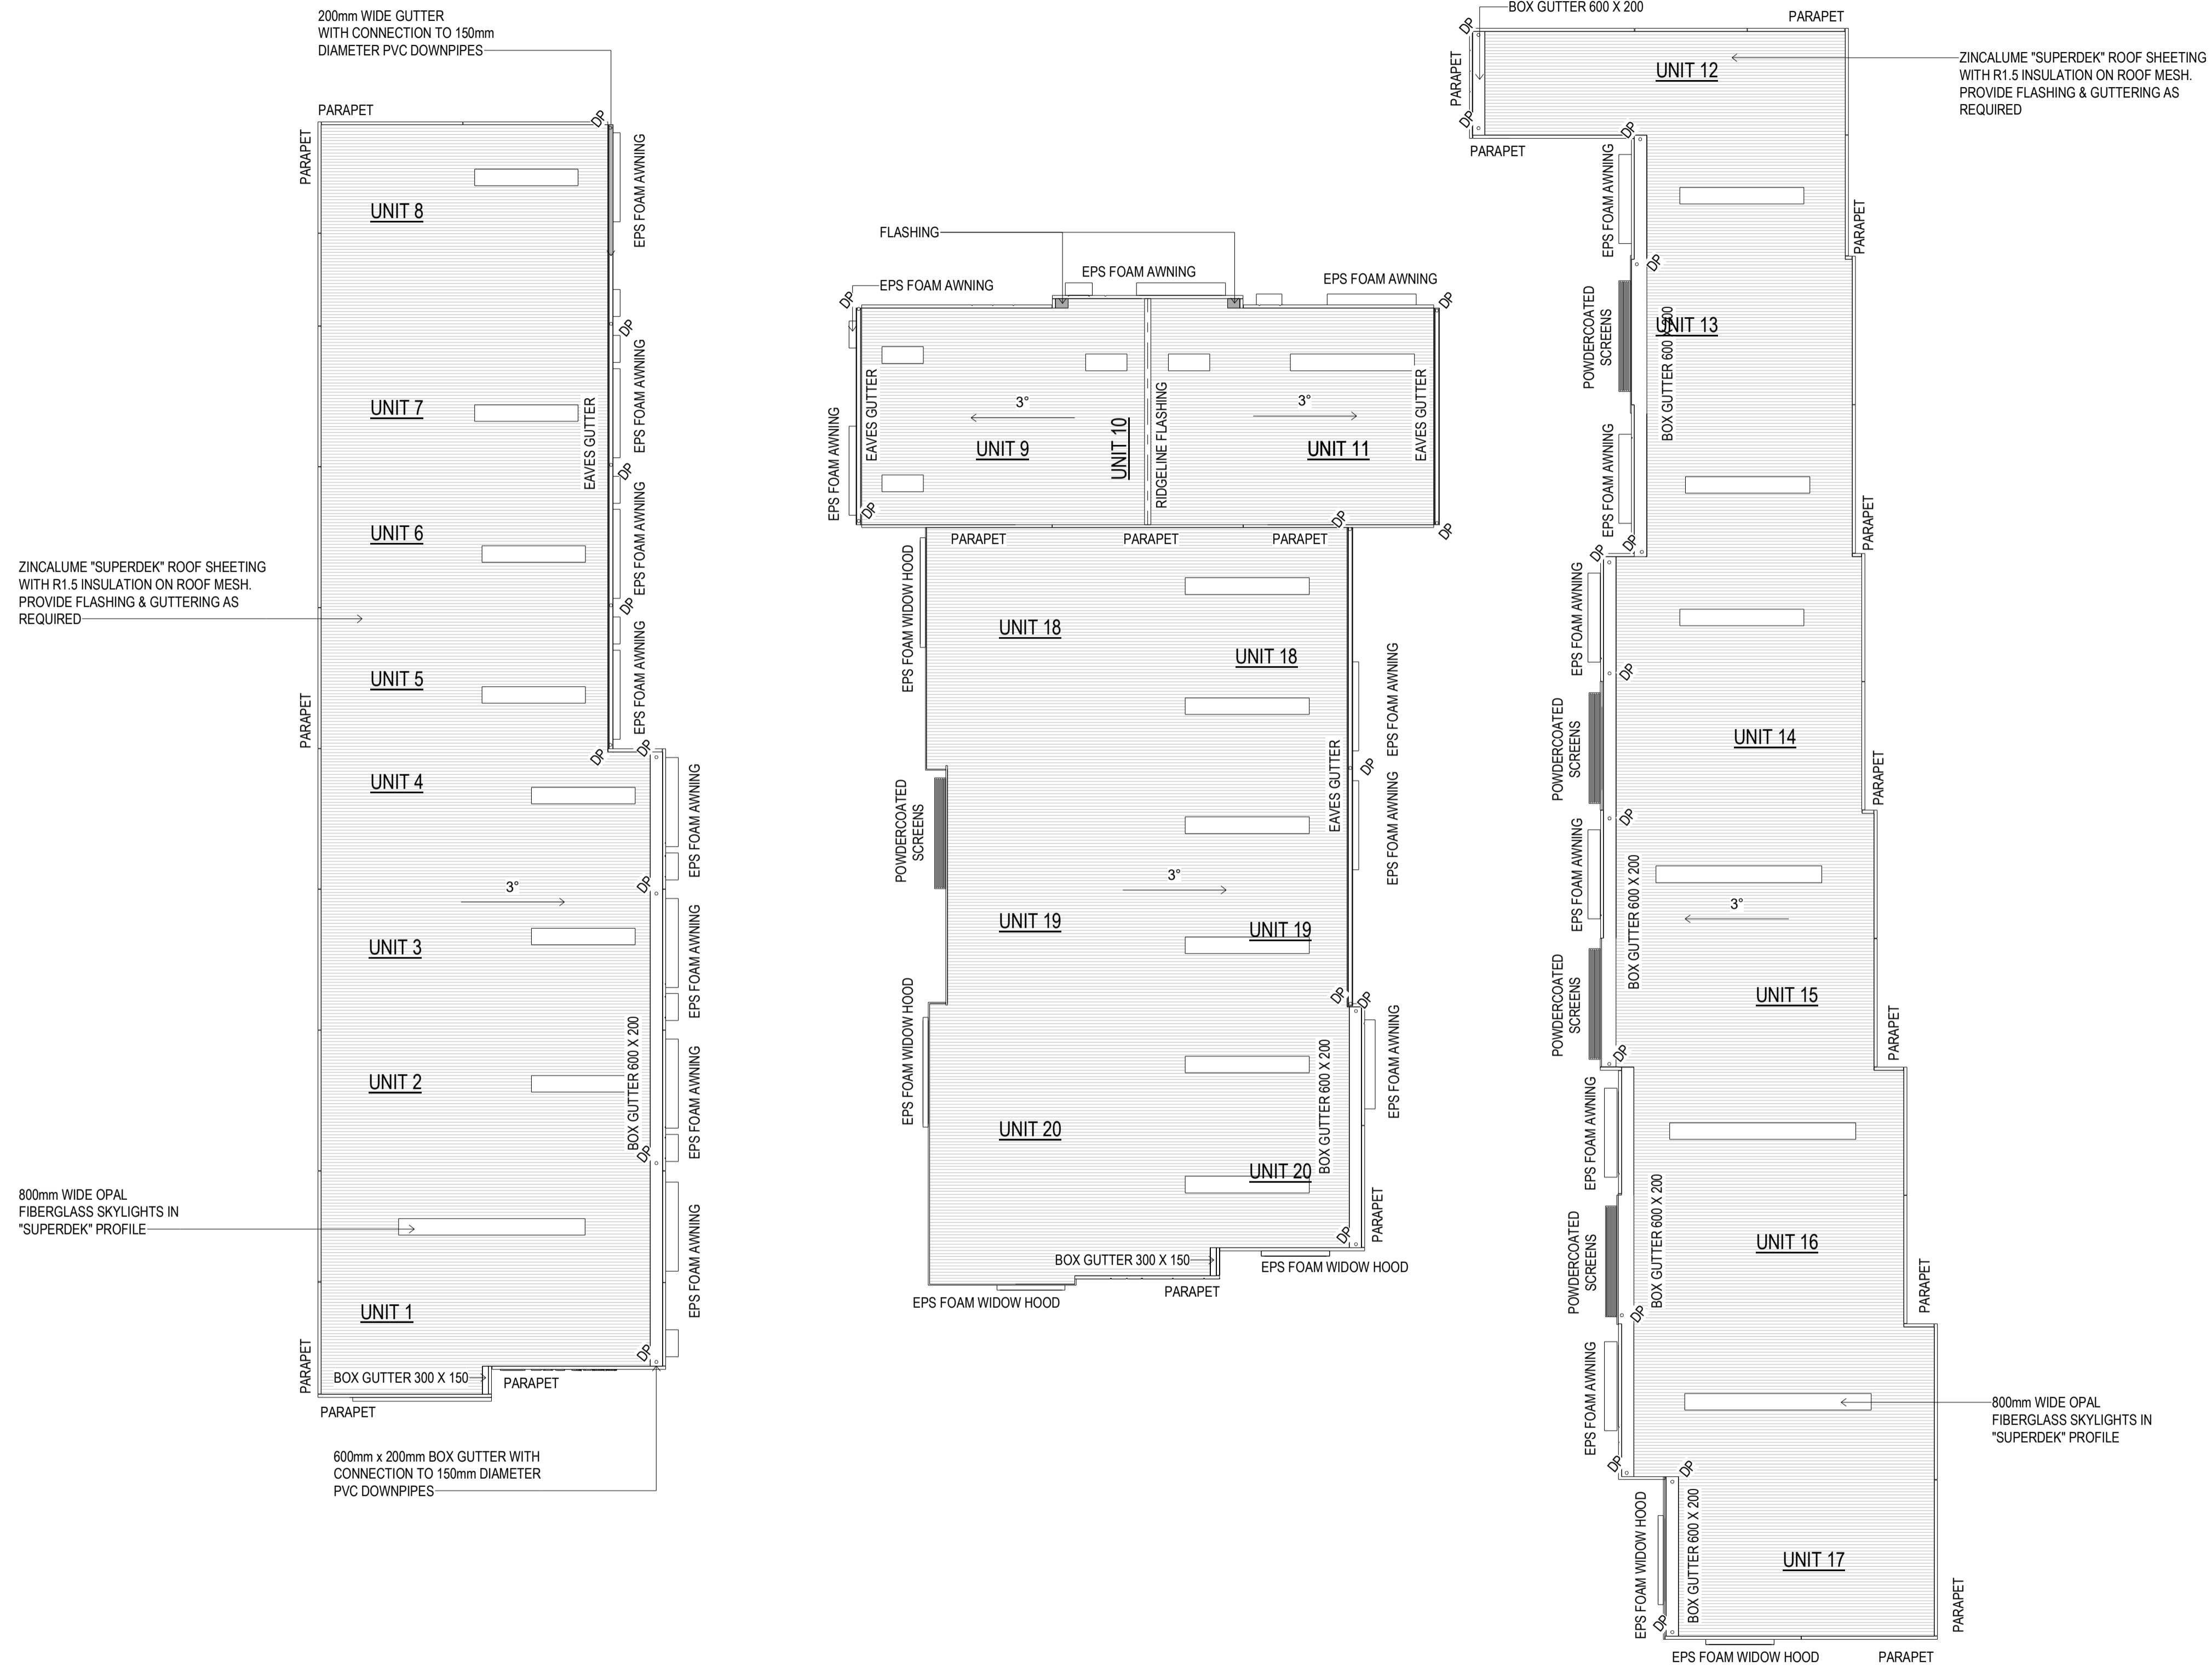 200mm WIDE GUTTER
WITH CONNECTION TO 150mm
DIAMETER PVC DOWNPIPES
PARAPET
PARAPET
DP
EPS FOAM AWNING
UNIT 8
DP
EPS FOAM AWNING
UNIT 7
EAVES GUTTER
DP
EPS FOAM AWNING
UNIT 6
ZINCALUME "SUPERDEK" ROOF SHEETING
WITH R1.5 INSULATION ON ROOF MESH.
PROVIDE FLASHING & GUTTERING AS
REQUIRED
DP
EPS FOAM AWNING
UNIT 5
PARAPET
DP
DP
UNIT 4
EPS FOAM AWNING
3°
DP
UNIT 3
EPS FOAM AWNING
BOX GUTTER 600 X 200
UNIT 2
EPS FOAM AWNING
DP
800mm WIDE OPAL
FIBERGLASS SKYLIGHTS IN
"SUPERDEK" PROFILE
EPS FOAM AWNING
UNIT 1
DP
PARAPET
BOX GUTTER 300 X 150
PARAPET
PARAPET
600mm x 200mm BOX GUTTER WITH
CONNECTION TO 150mm DIAMETER
PVC DOWNPIPES
FLASHING
EPS FOAM AWNING
EPS FOAM AWNING
EPS FOAM AWNING
DP
DP
EAVES GUTTER
3°
3°
EAVES GUTTER
EPS FOAM AWNING
UNIT 9
UNIT 10
RIDGELINE FLASHING
UNIT 11
DP
DP
DP
PARAPET
PARAPET
PARAPET
EPS FOAM WIDOW HOOD
UNIT 18
UNIT 18
EPS FOAM AWNING
EAVES GUTTER
DP
POWDERCOATED
SCREENS
EPS FOAM AWNING
3°
UNIT 19
UNIT 19
DP
DP
EPS FOAM WIDOW HOOD
EPS FOAM AWNING
BOX GUTTER 600 X 200
UNIT 20
UNIT 20
PARAPET
DP
BOX GUTTER 300 X 150
EPS FOAM WIDOW HOOD
PARAPET
EPS FOAM WIDOW HOOD
BOX GUTTER 600 X 200
PARAPET
DP
PARAPET
UNIT 12
ZINCALUME "SUPERDEK" ROOF SHEETING
WITH R1.5 INSULATION ON ROOF MESH.
PROVIDE FLASHING & GUTTERING AS
REQUIRED
DP
DP
PARAPET
EPS FOAM AWNING
PARAPET
DP
POWDERCOATED
SCREENS
UNIT 13
BOX GUTTER 600 X 200
EPS FOAM AWNING
PARAPET
DP
DP
EPS FOAM AWNING
DP
POWDERCOATED
SCREENS
UNIT 14
PARAPET
DP
EPS FOAM AWNING
BOX GUTTER 600 X 200
3°
POWDERCOATED
SCREENS
UNIT 15
PARAPET
DP
EPS FOAM AWNING
BOX GUTTER 600 X 200
POWDERCOATED
SCREENS
UNIT 16
PARAPET
DP
EPS FOAM AWNING
800mm WIDE OPAL
FIBERGLASS SKYLIGHTS IN
"SUPERDEK" PROFILE
DP
DP
EPS FOAM WIDOW HOOD
BOX GUTTER 600 X 200
UNIT 17
PARAPET
DP
EPS FOAM WIDOW HOOD
PARAPET